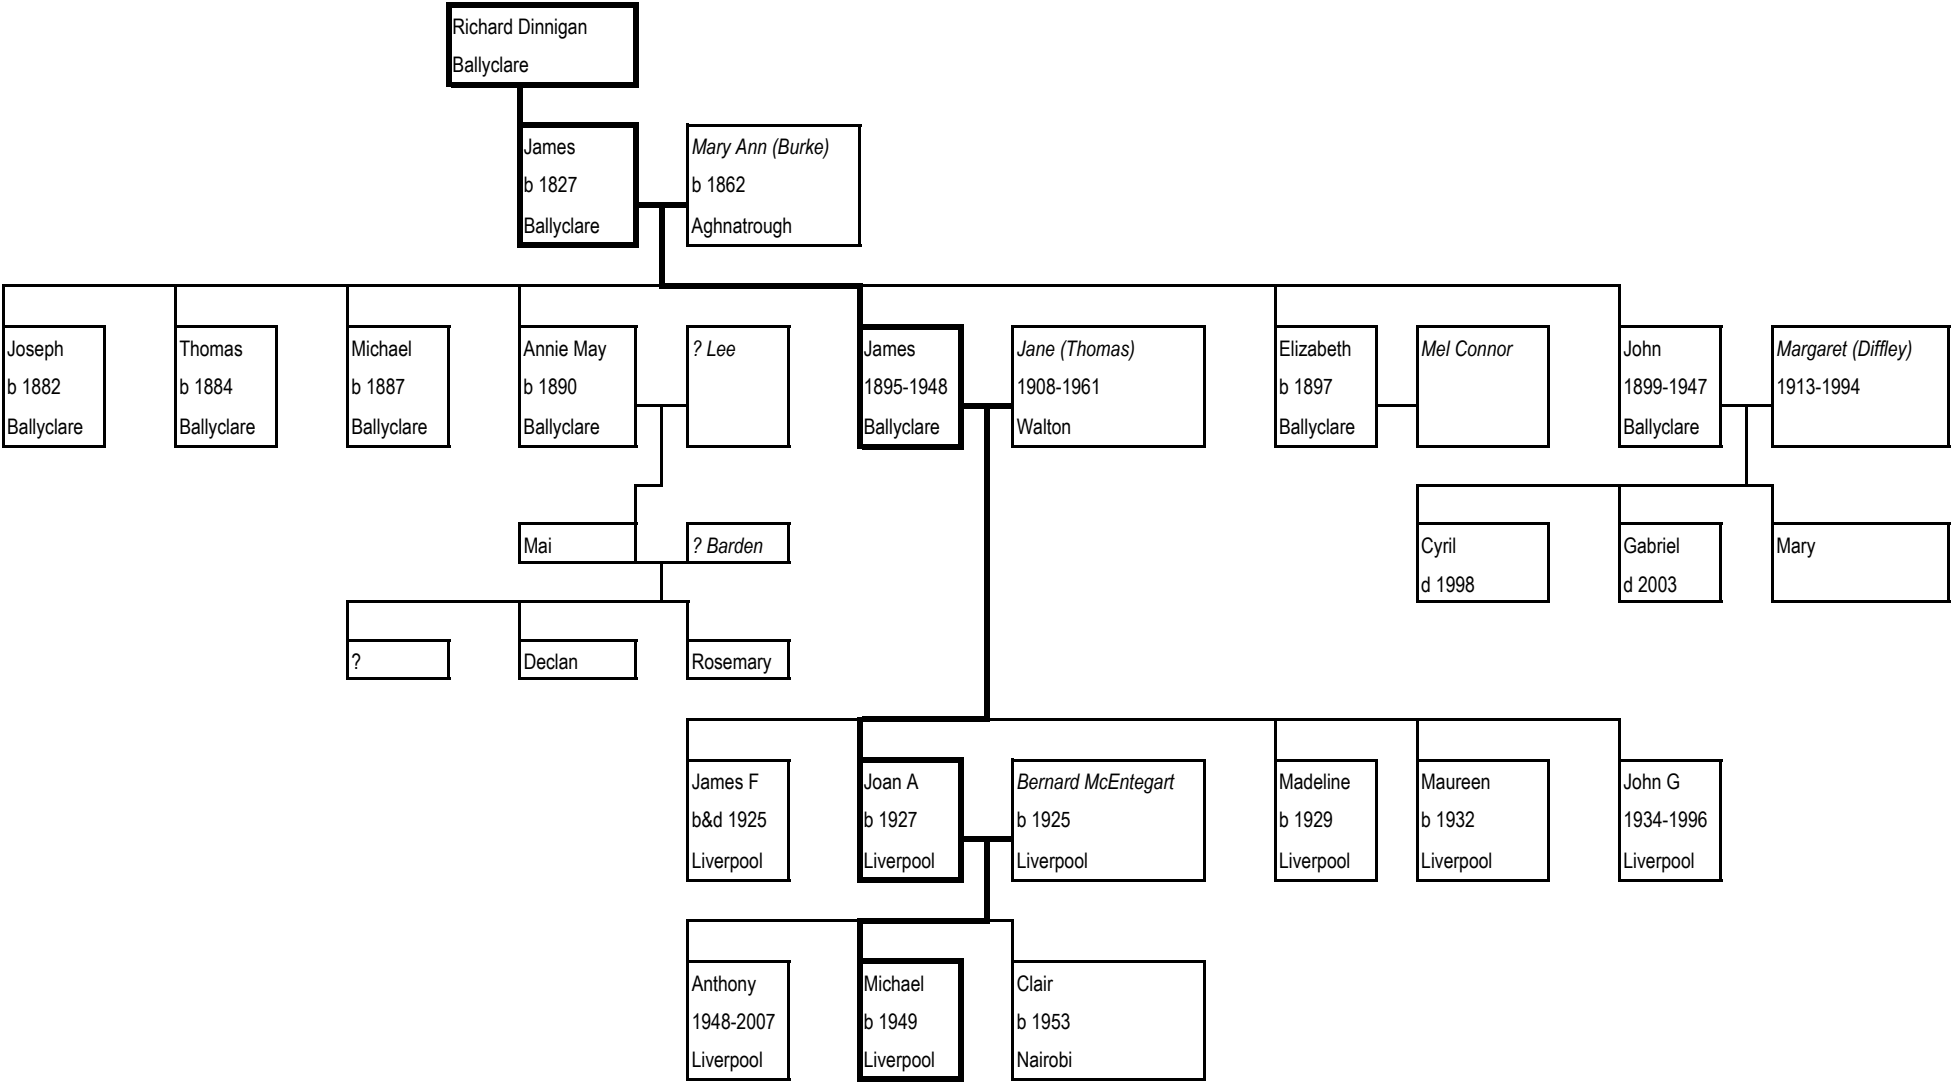 Richard Dinnigan
Ballyclare
James
b 1827
Ballyclare
Mary Ann (Burke)
b 1862
Aghnatrough
Joseph
b 1882
Ballyclare
Thomas
b 1884
Ballyclare
Michael
b 1887
Ballyclare
Annie May
b 1890
Ballyclare
? Lee
James
1895-1948
Ballyclare
Jane (Thomas)
1908-1961
Walton
Elizabeth
b 1897
Ballyclare
Mel Connor
John
1899-1947
Ballyclare
Margaret (Diffley)
1913-1994
Mai
? Barden
Cyril
d 1998
Gabriel
d 2003
Mary
?
Declan
Rosemary
James F
b&d 1925
Liverpool
Joan A
b 1927
Liverpool
Bernard McEntegart
b 1925
Liverpool
Madeline
b 1929
Liverpool
Maureen
b 1932
Liverpool
John G
1934-1996
Liverpool
Anthony
1948-2007
Liverpool
Michael
b 1949
Liverpool
Clair
b 1953
Nairobi